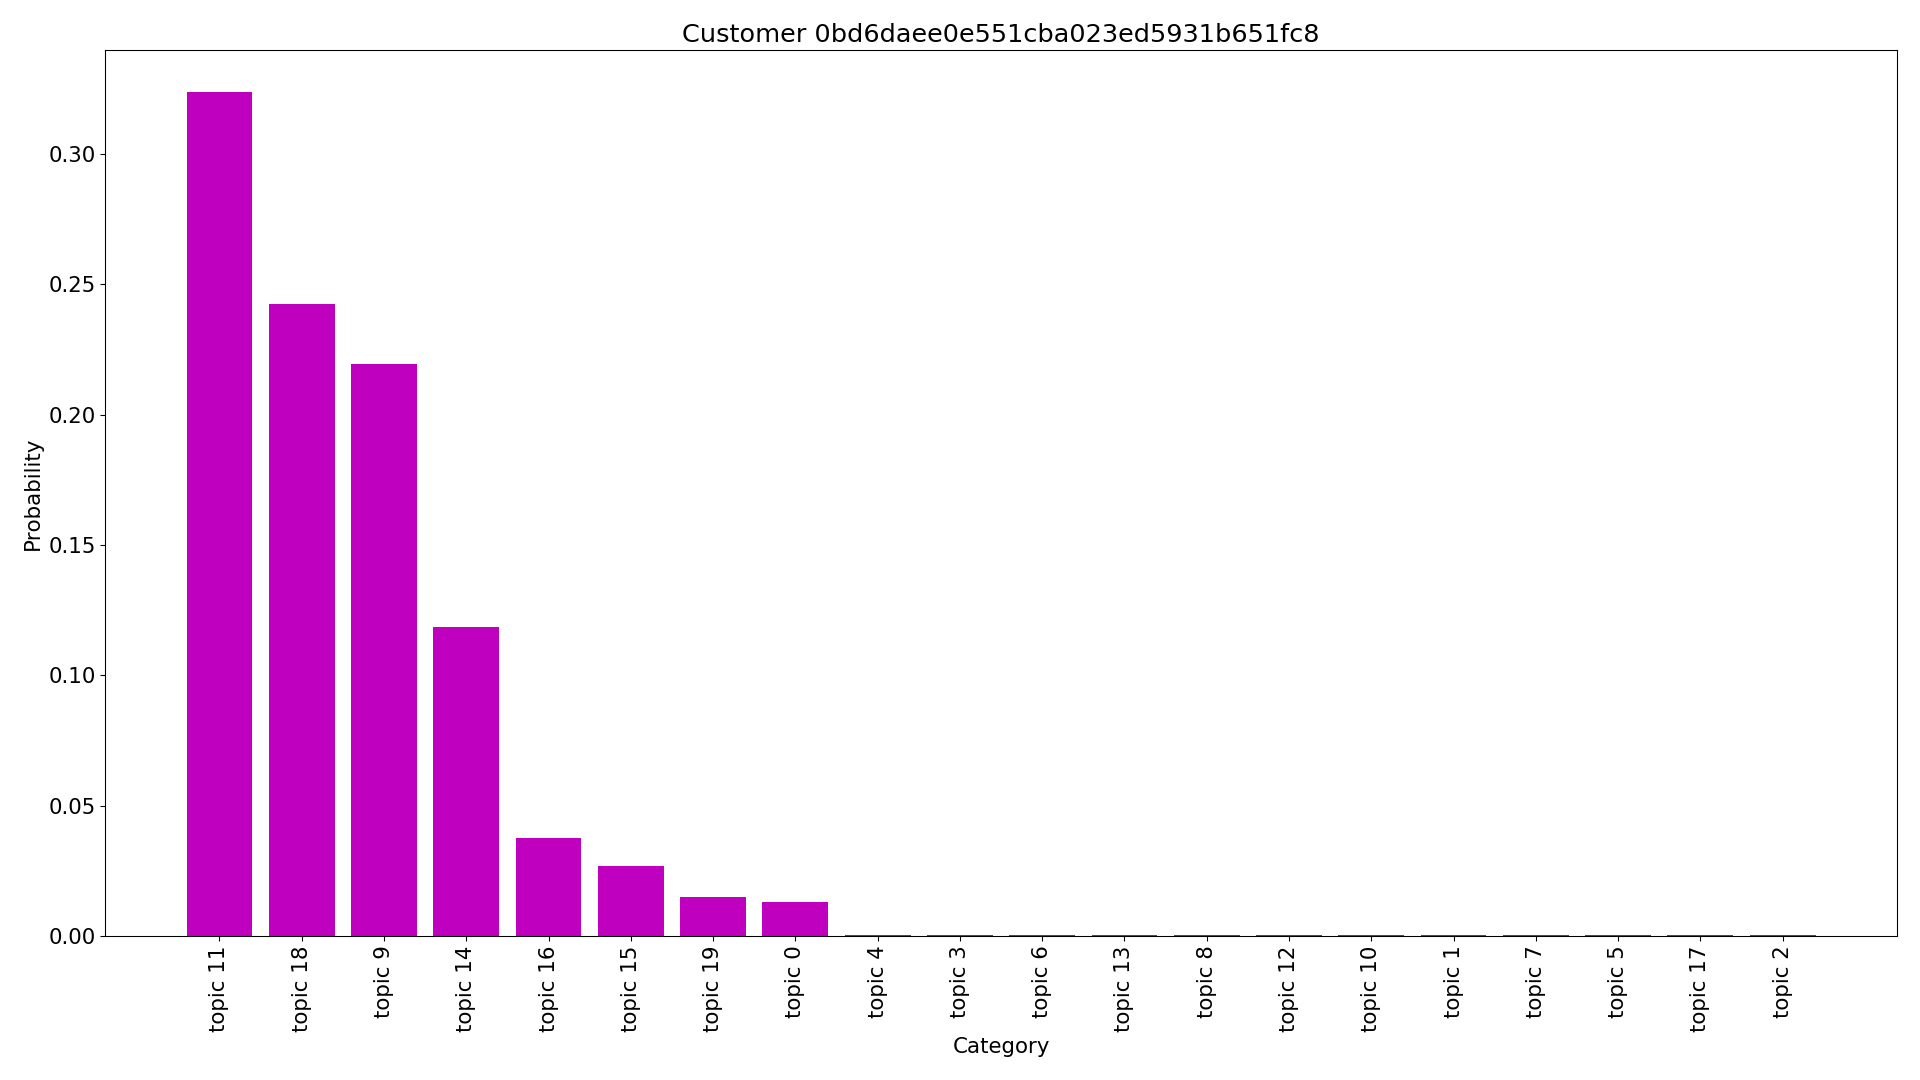 Customer 0bd6daee0e551cba023ed5931b651fc8
Probability
0.30
0.25
0.20
0.15
0.10
0.05
0.00
topic 11
topic 18
topic 9
topic 14
topic 16
topic 15
topic 19
topic 0
topic 4
topic 3
topic 6
topic 13
topic 8
topic 12
topic 10
topic 1
topic 7
topic 5
topic 17
topic 2
Category